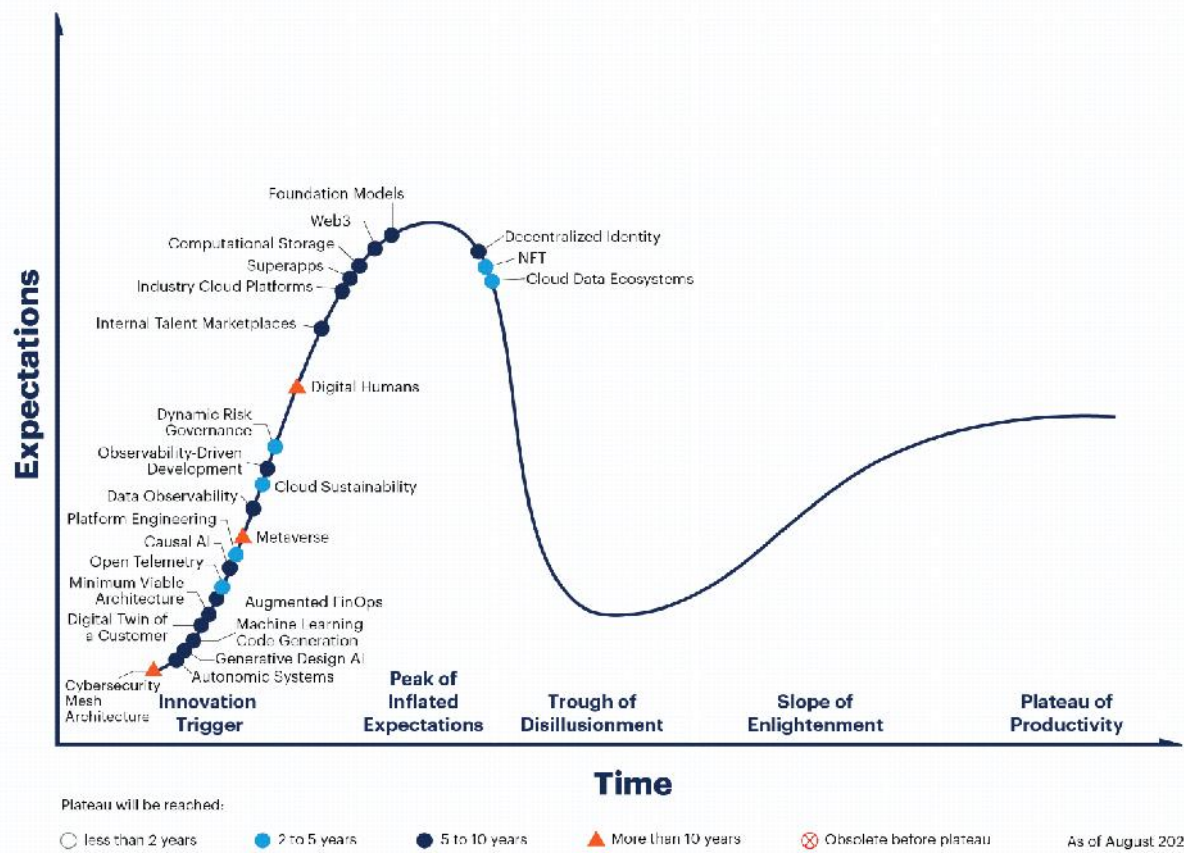 Foundation Models
Web3
Computational Storage
Superapps
Industry Cloud Platforms
Internal Talent Marketplaces
Decentralized Identity
NFT
Cloud Data Ecosystems
Digital Humans
Dynamic Risk
Governance
Observability-Driven
Development
Cloud Sustainability
Data Observability
Platform Engineering
Metaverse
Causal AI
Open Telemetry
Minimum Viable
Architecture
Augmented FinOps
Digital Twin of
a Customer
Machine Learning
Code Generation
Generative Design AI
Autonomic Systems
Cybersecurity
Mesh
Architecture
Expectations
Innovation
Trigger
Peak of
Inflated
Expectations
Trough of
Disillusionment
Slope of
Enlightenment
Plateau of
Productivity
Time
Plateau will be reached:
less than 2 years
2 to 5 years
5 to 10 years
More than 10 years
Obsolete before plateau
As of August 202